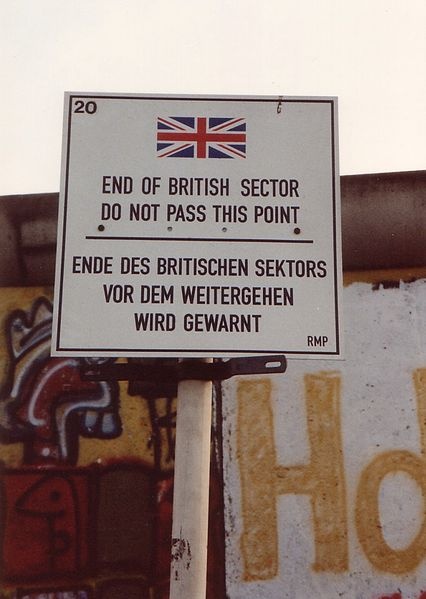 20
END OF BRITISH SECTOR
DO NOT PASS THIS POINT
ENDE DES BRITISCHEN SEKTORS
VOR DEM WEITERGEHEN
WIRD GEWARNT
RMP
Ho